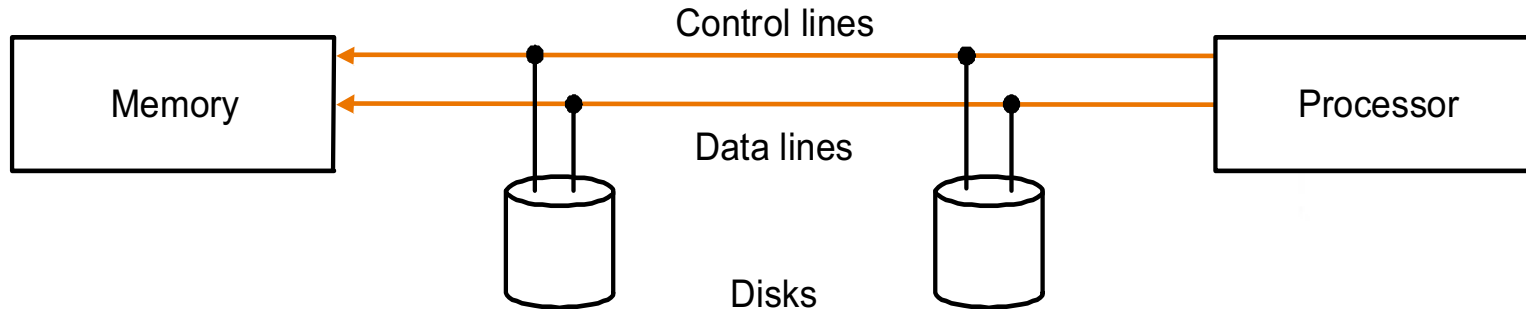 Control lines
Memory
Processor
Data lines
Disks